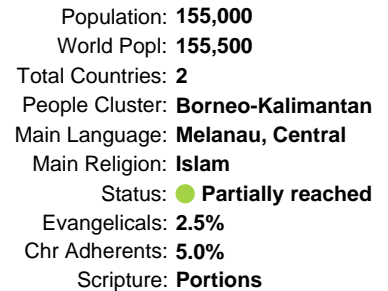 Population: 155,000
World Popl: 155,500
Total Countries: 2
People Cluster: Borneo-Kalimantan
Main Language: Melanau, Central
Main Religion: Islam
Status: Partially reached
Evangelicals: 2.5%
Chr Adherents: 5.0%
Scripture: Portions